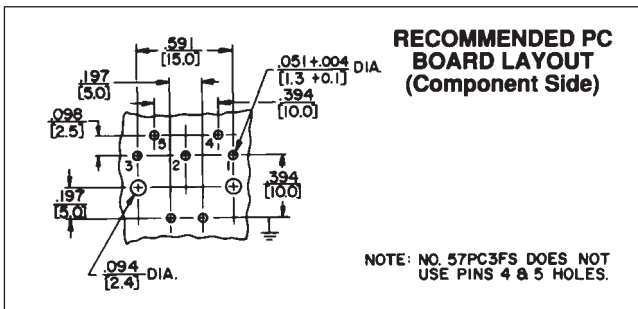 RECOMMENDED PC
BOARD LAYOUT
(Component Side)
.591
[15.0]
.197
[5.0]
.051+.004 DIA.
[1.3 +0.1]
.394
[10.0]
.098
[2.5]
5
4
3
2
1
.394
[10.0]
.197
[5.0]
.094 DIA.
[2.4]
NOTE: NO. 57PC3FS DOES NOT
USE PINS 4 & 5 HOLES.